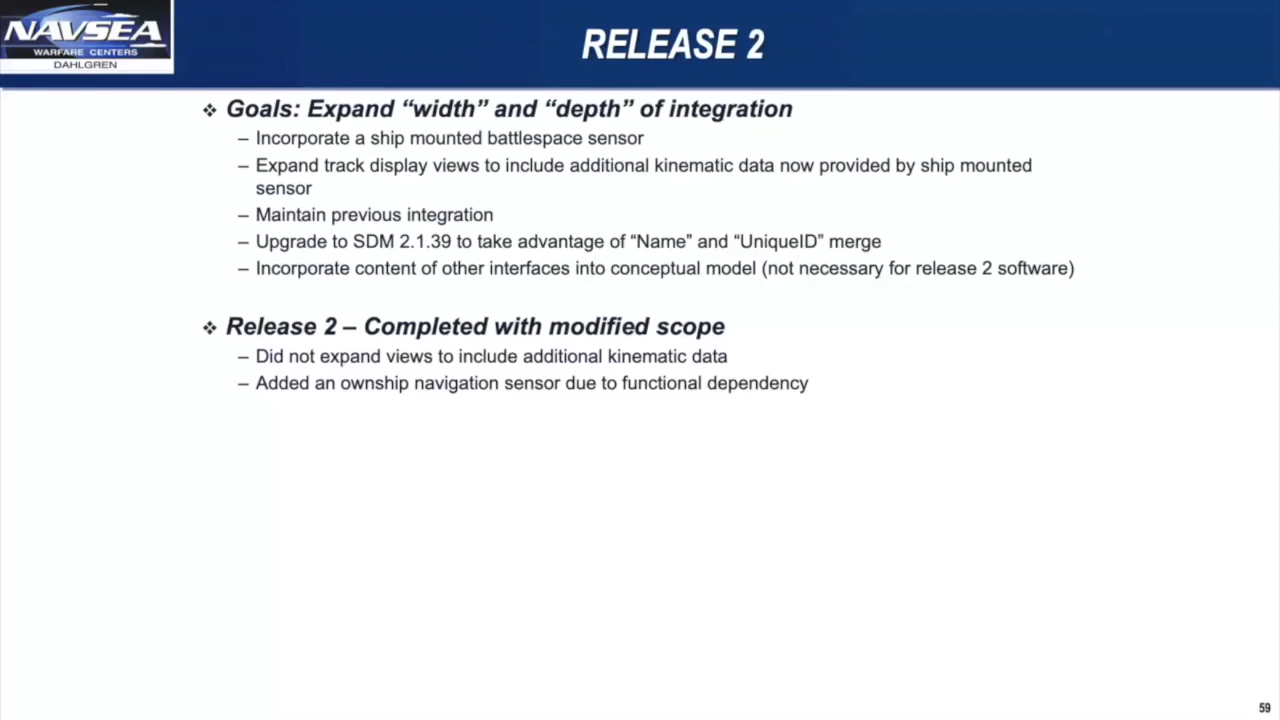 NAVSEA
WARFARE CENTERS
DAHLGREN
RELEASE 2
❖ Goals: Expand “width” and “depth” of integration
– Incorporate a ship mounted battlespace sensor
– Expand track display views to include additional kinematic data now provided by ship mounted
sensor
– Maintain previous integration
– Upgrade to SDM 2.1.39 to take advantage of “Name” and “UniqueID” merge
– Incorporate content of other interfaces into conceptual model (not necessary for release 2 software)
❖ Release 2 – Completed with modified scope
– Did not expand views to include additional kinematic data
– Added an ownship navigation sensor due to functional dependency
59